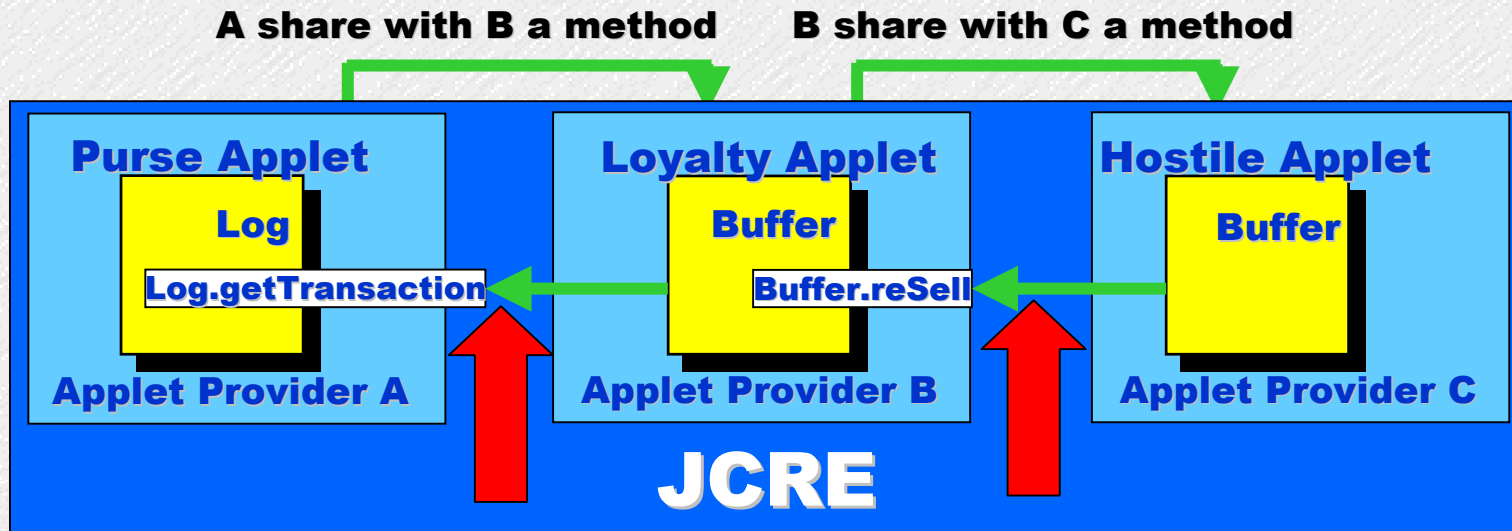 A share with B a method
B share with C a method
Purse Applet
Log
Log.getTransaction
Applet Provider A
Loyalty Applet
Buffer
Buffer.reSell
Applet Provider B
Hostile Applet
Buffer
Applet Provider C
JCRE